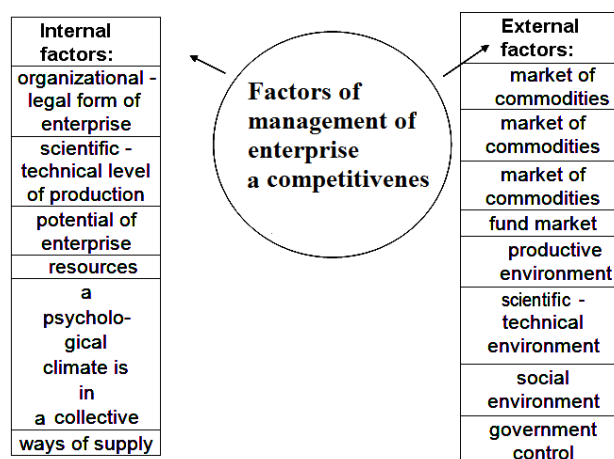 Internal
factors:
organizational -
legal form of
enterprise
scientific -
technical level
of production
potential of
enterprise
resources
a
psycholo-
gical
climate is
in
a collective
ways of supply
Factors of
management of
enterprise
a competitivenes
External
factors:
market of
commodities
market of
commodities
market of
commodities
fund market
productive
environment
scientific -
technical
environment
social
environment
government
control